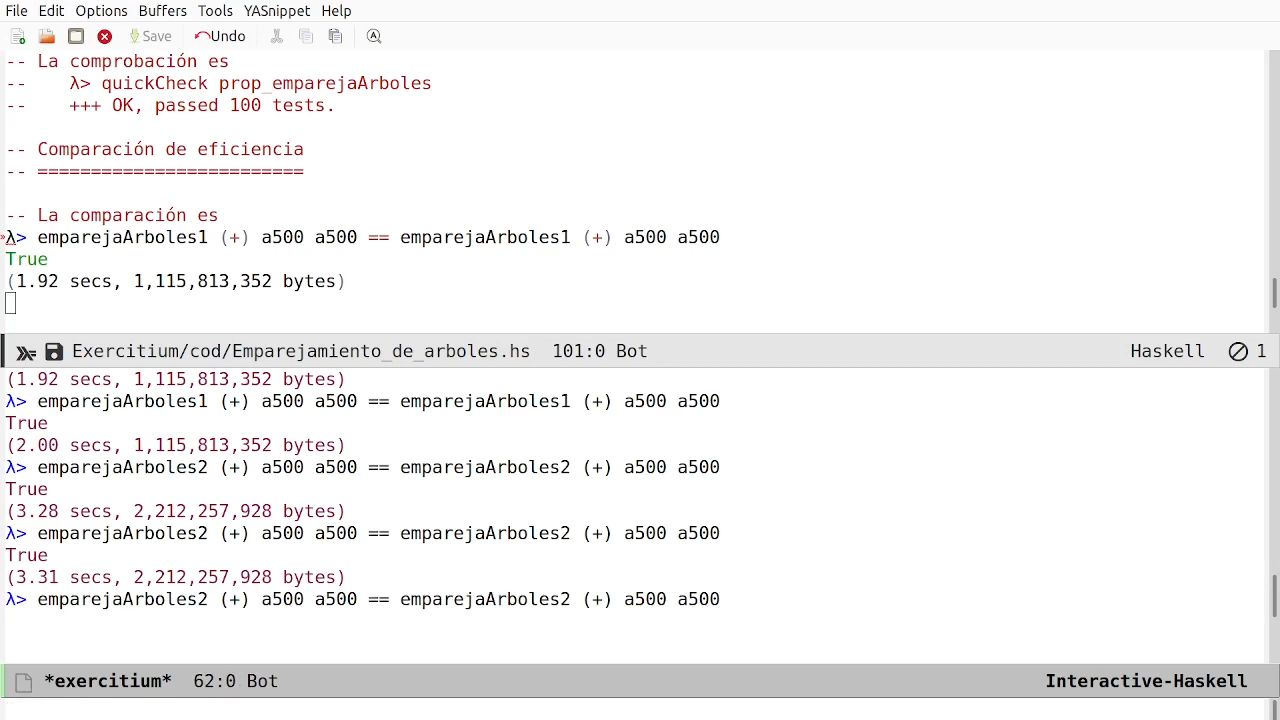 File Edit Options Buffers Tools YASnippet Help
Save Undo
-- La comprobación es
--    λ> quickCheck prop_emparejaArboles
--    +++ OK, passed 100 tests.
-- Comparación de eficiencia
-- =========================
-- La comparación es
λ> emparejaArboles1 (+) a500 a500 == emparejaArboles1 (+) a500 a500
True
(1.92 secs, 1,115,813,352 bytes)
Exercitium/cod/Emparejamiento_de_arboles.hs 101:0 Bot Haskell 1
(1.92 secs, 1,115,813,352 bytes)
λ> emparejaArboles1 (+) a500 a500 == emparejaArboles1 (+) a500 a500
True
(2.00 secs, 1,115,813,352 bytes)
λ> emparejaArboles2 (+) a500 a500 == emparejaArboles2 (+) a500 a500
True
(3.28 secs, 2,212,257,928 bytes)
λ> emparejaArboles2 (+) a500 a500 == emparejaArboles2 (+) a500 a500
True
(3.31 secs, 2,212,257,928 bytes)
λ> emparejaArboles2 (+) a500 a500 == emparejaArboles2 (+) a500 a500
*exercitium* 62:0 Bot Interactive-Haskell